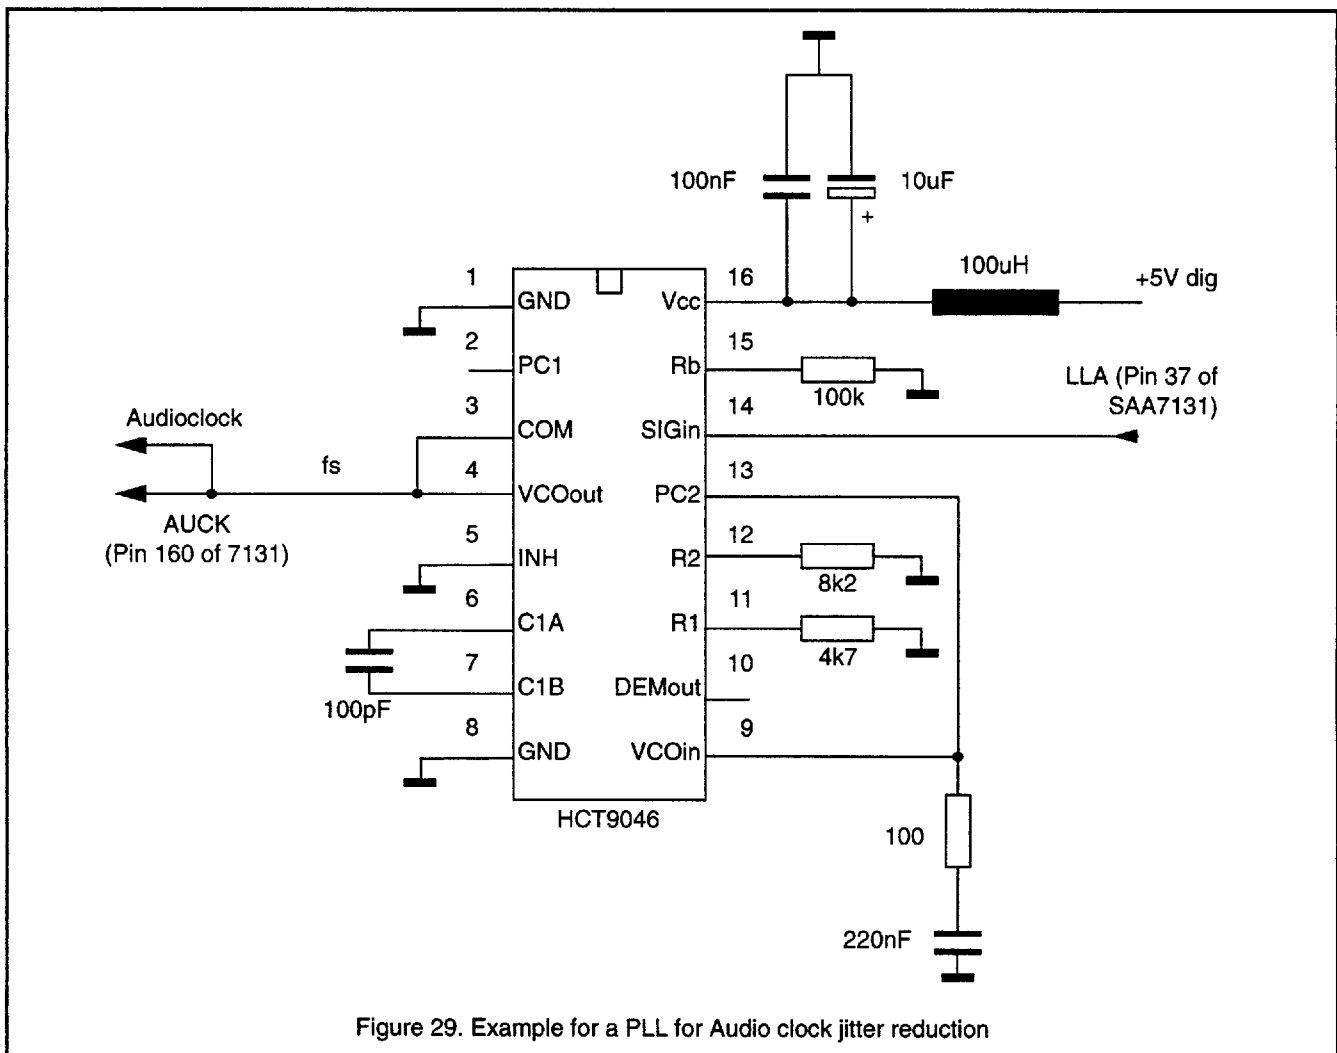 100nF
10uF
+
100uH
+5V dig
1
GND
16
Vcc
2
PC1
15
Rb
100k
LLA (Pin 37 of
SAA7131)
3
COM
14
SIGin
Audioclock
fs
4
VCOout
13
PC2
AUCK
(Pin 160 of 7131)
5
INH
12
R2
8k2
6
C1A
11
R1
4k7
7
C1B
10
DEMout
100pF
8
GND
9
VCOin
HCT9046
100
220nF
Figure 29. Example for a PLL for Audio clock jitter reduction